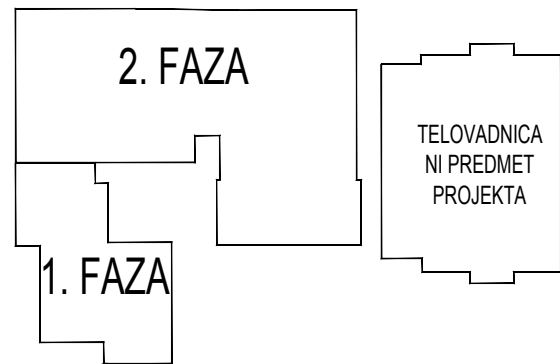 2. FAZA
TELOVADNICA
NI PREDMET
PROJEKTA
1. FAZA